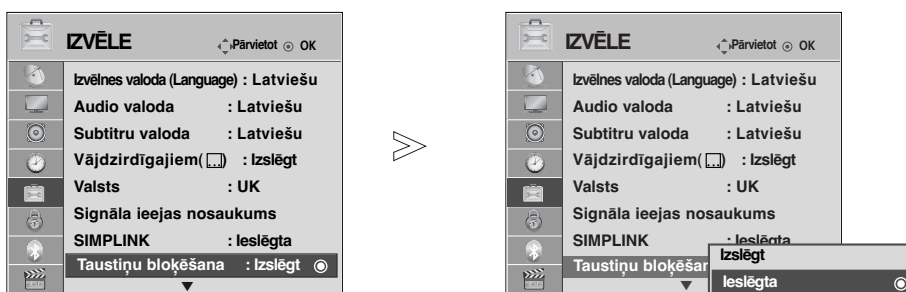 IZVĒLE
Pārvietot OK
Izvēlnes valoda (Language) : Latviešu
Audio valoda : Latviešu
Subtitru valoda : Latviešu
Vājdzirdīgajiem( ) : Izslēgt
Valsts : UK
Signāla ieejas nosaukums
SIMPLINK : Ieslēgta
Taustiņu bloķēšana : Izslēgt
IZVĒLE
Pārvietot OK
Izvēlnes valoda (Language) : Latviešu
Audio valoda : Latviešu
Subtitru valoda : Latviešu
Vājdzirdīgajiem( ) : Izslēgt
Valsts : UK
Signāla ieejas nosaukums
SIMPLINK : Ieslēgta
Taustiņu bloķēšan
Izslēgt
Ieslēgta